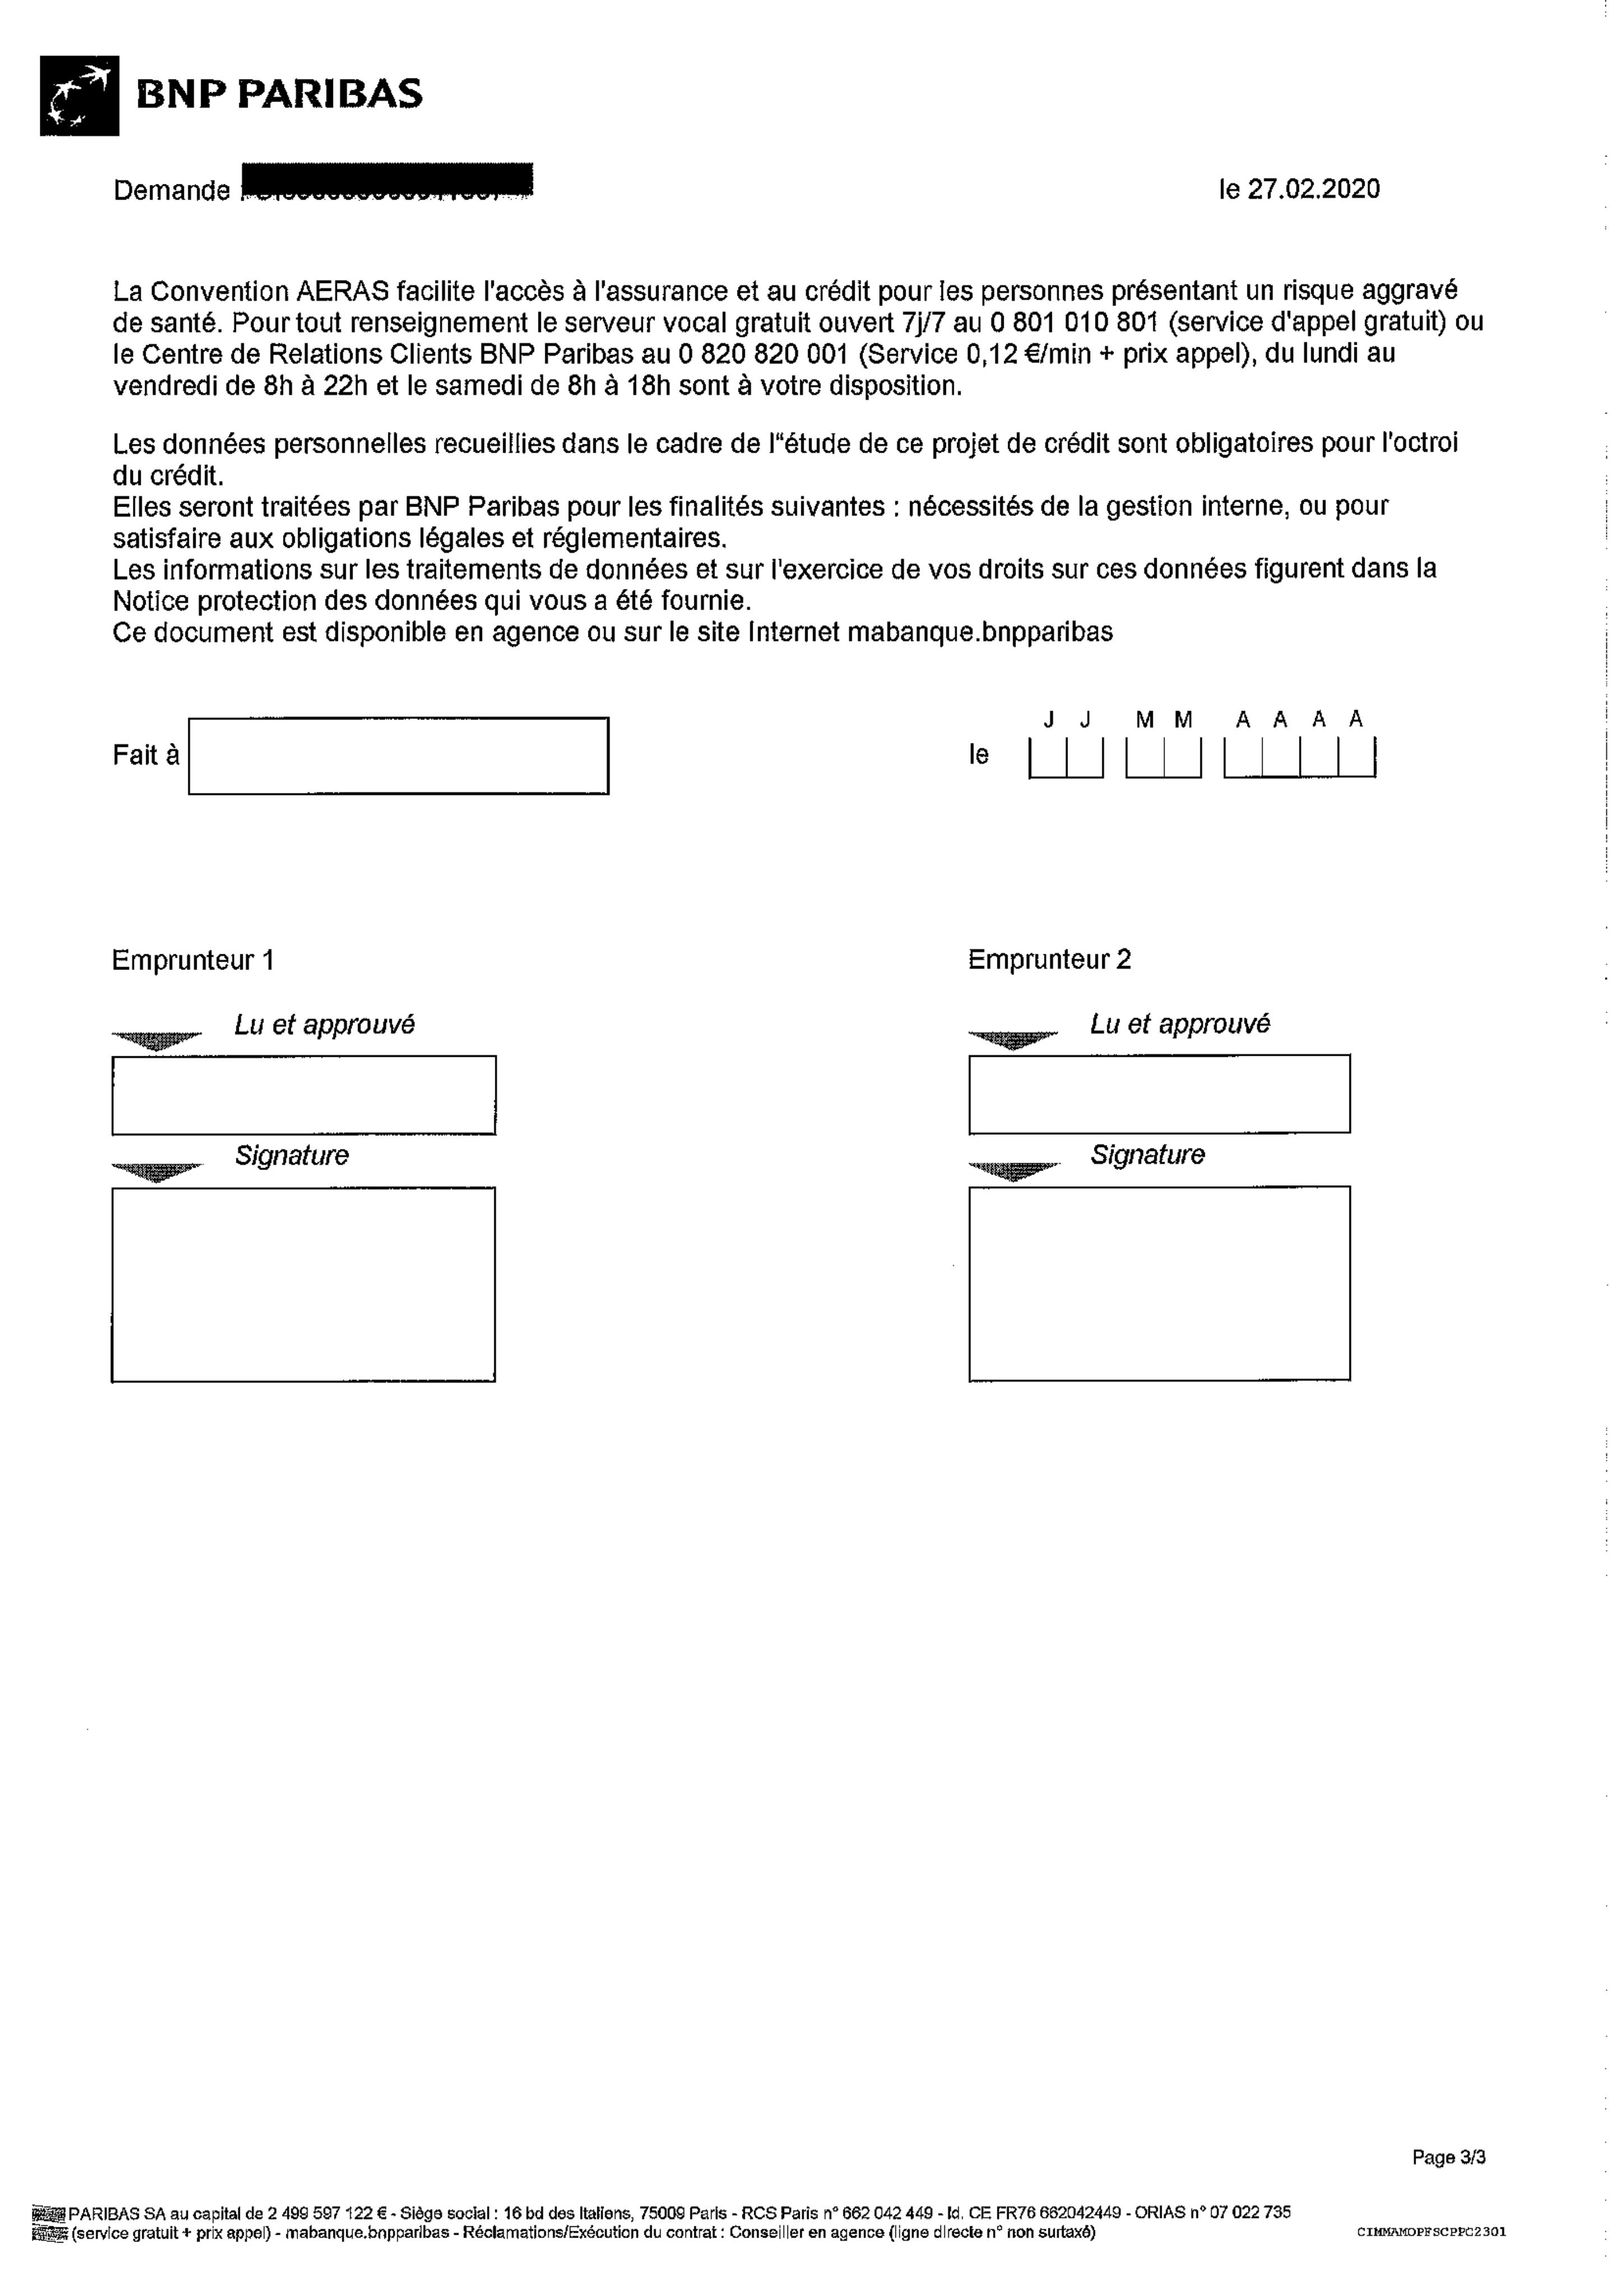 BNP PARIBAS
Demande
le 27.02.2020
La Convention AERAS facilite l'accès à l'assurance et au crédit pour les personnes présentant un risque aggravé
de santé. Pour tout renseignement le serveur vocal gratuit ouvert 7j/7 au 0 801 010 801 (service d'appel gratuit) ou
le Centre de Relations Clients BNP Paribas au 0 820 820 001 (Service 0,12 €/min + prix appel), du lundi au
vendredi de 8h à 22h et le samedi de 8h à 18h sont à votre disposition.
Les données personnelles recueillies dans le cadre de l"étude de ce projet de crédit sont obligatoires pour l'octroi
du crédit.
Elles seront traitées par BNP Paribas pour les finalités suivantes : nécessités de la gestion interne, ou pour
satisfaire aux obligations légales et réglementaires.
Les informations sur les traitements de données et sur l'exercice de vos droits sur ces données figurent dans la
Notice protection des données qui vous a été fournie.
Ce document est disponible en agence ou sur le site Internet mabanque.bnpparibas
J J M M A A A A
Fait à
le
Emprunteur 1
Emprunteur 2
Lu et approuvé
Lu et approuvé
Signature
Signature
Page 3/3
PARIBAS SA au capital de 2 499 597 122 € - Siège social : 16 bd des Italiens, 75009 Paris - RCS Paris n° 662 042 449 - Id. CE FR76 662042449 - ORIAS n° 07 022 735
(service gratuit + prix appel) - mabanque.bnpparibas - Réclamations/Exécution du contrat : Conseiller en agence (ligne directe n° non surtaxé)
CIMMAMOPFSCPPC2301